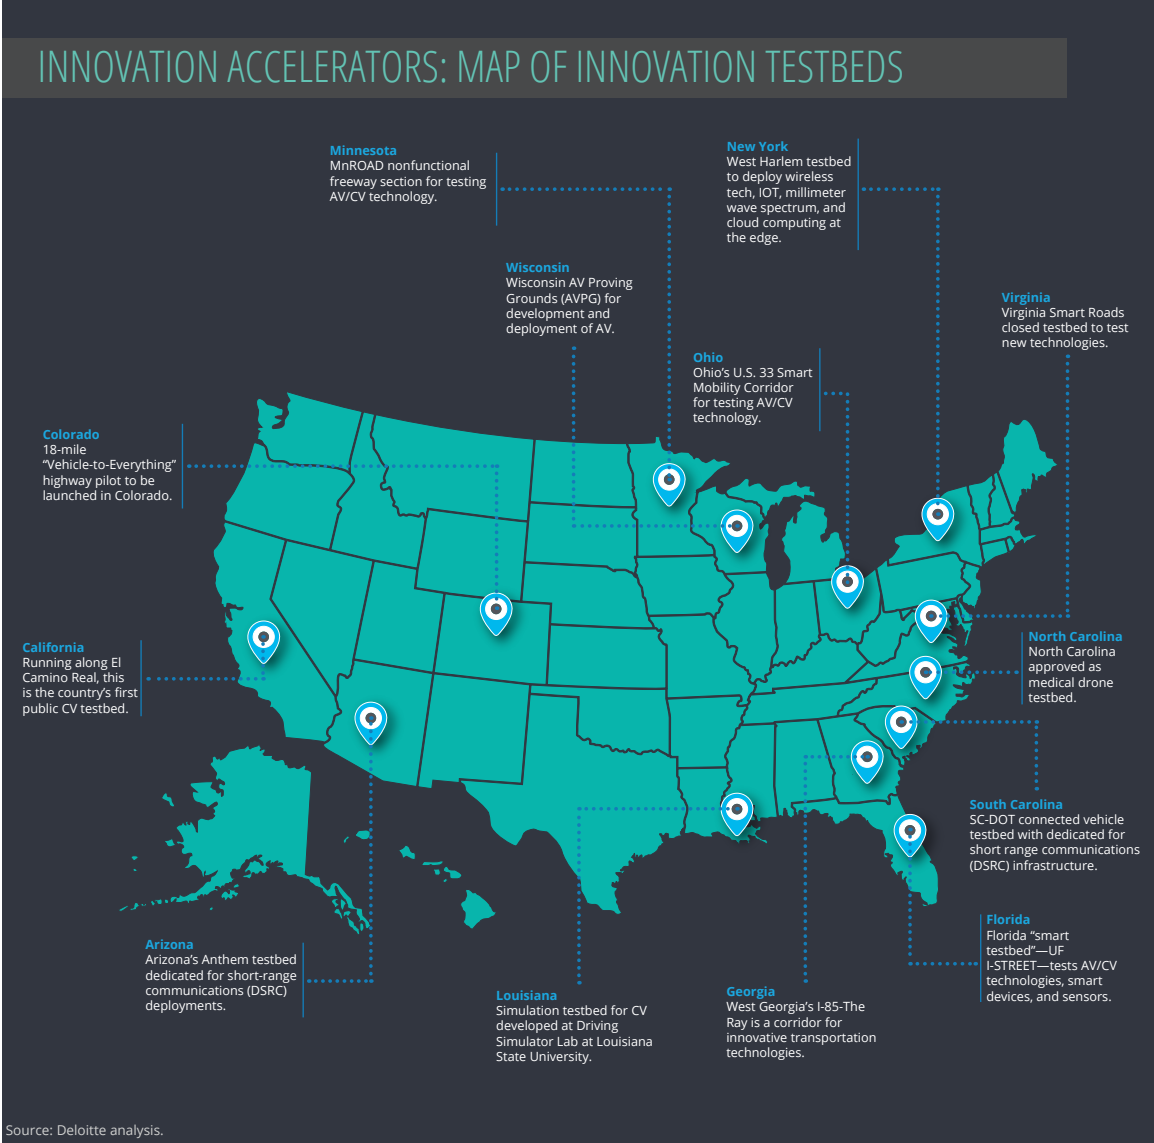 INNOVATION ACCELERATORS: MAP OF INNOVATION TESTBEDS
Minnesota
MnROAD nonfunctional
freeway section for testing
AV/CV technology.
New York
West Harlem testbed
to deploy wireless
tech, IOT, millimeter
wave spectrum, and
cloud computing at
the edge.
Wisconsin
Wisconsin AV Proving
Grounds (AVPG) for
development and
deployment of AV.
Virginia
Virginia Smart Roads
closed testbed to test
new technologies.
Ohio
Ohio’s U.S. 33 Smart
Mobility Corridor
for testing AV/CV
technology.
Colorado
18-mile
“Vehicle-to-Everything”
highway pilot to be
launched in Colorado.
California
Running along El
Camino Real, this
is the country’s first
public CV testbed.
North Carolina
North Carolina
approved as
medical drone
testbed.
South Carolina
SC-DOT connected vehicle
testbed with dedicated for
short range communications
(DSRC) infrastructure.
Florida
Florida “smart
testbed”—UF
I-STREET—tests AV/CV
technologies, smart
devices, and sensors.
Arizona
Arizona’s Anthem testbed
dedicated for short-range
communications (DSRC)
deployments.
Louisiana
Simulation testbed for CV
developed at Driving
Simulator Lab at Louisiana
State University.
Georgia
West Georgia’s I-85-The
Ray is a corridor for
innovative transportation
technologies.
Source: Deloitte analysis.